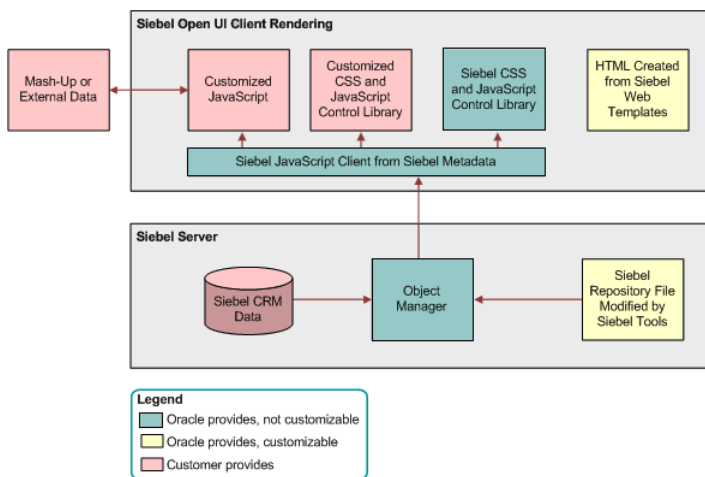 Siebel Open UI Client Rendering
Mash-Up or
External Data
Customized
JavaScript
Customized
CSS and
JavaScript
Control Library
Siebel CSS
and JavaScript
Control Library
HTML Created
from Siebel
Web
Templates
Siebel JavaScript Client from Siebel Metadata
Siebel Server
Siebel CRM
Data
Object
Manager
Siebel
Repository File
Modified by
Siebel Tools
Legend
Oracle provides, not customizable
Oracle provides, customizable
Customer provides